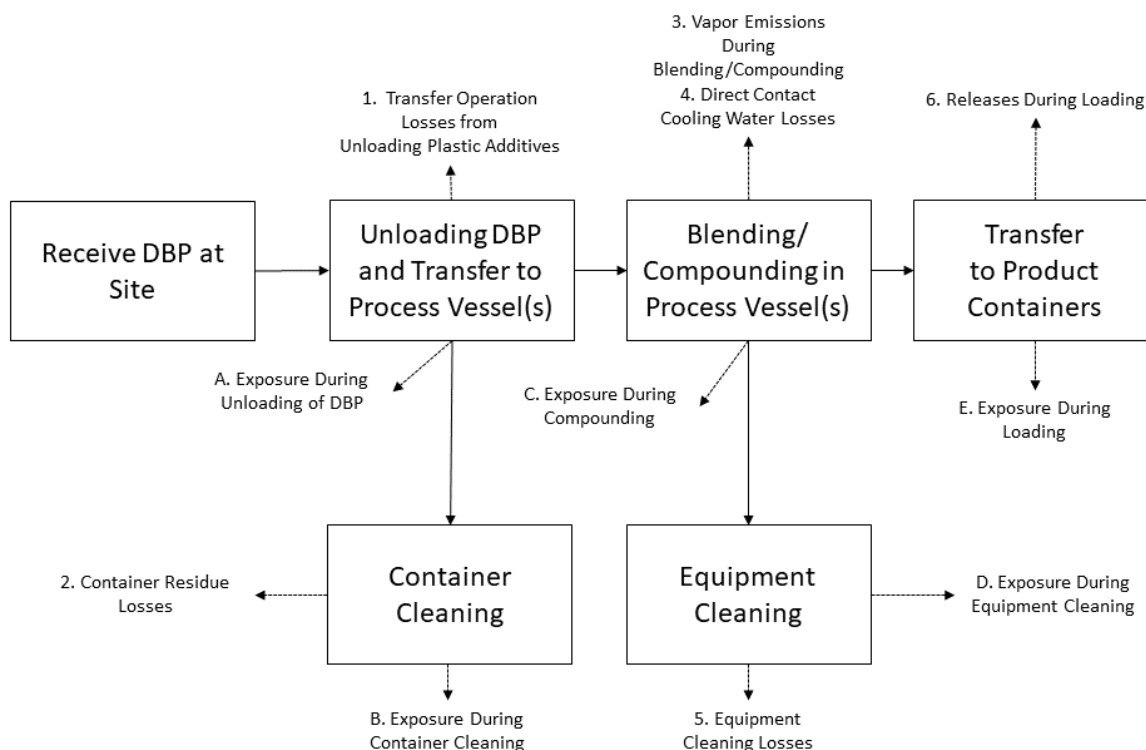 3. Vapor Emissions
During
Blending/Compounding
4. Direct Contact
Cooling Water Losses
1. Transfer Operation
Losses from
Unloading Plastic Additives
6. Releases During Loading
Receive DBP at
Site
Unloading DBP
and Transfer to
Process Vessel(s)
Blending/
Compounding in
Process Vessel(s)
Transfer
to Product
Containers
A. Exposure During
Unloading of DBP
C. Exposure During
Compounding
E. Exposure During
Loading
2. Container Residue
Losses
Container
Cleaning
Equipment
Cleaning
D. Exposure During
Equipment Cleaning
B. Exposure During
Container Cleaning
5. Equipment
Cleaning Losses